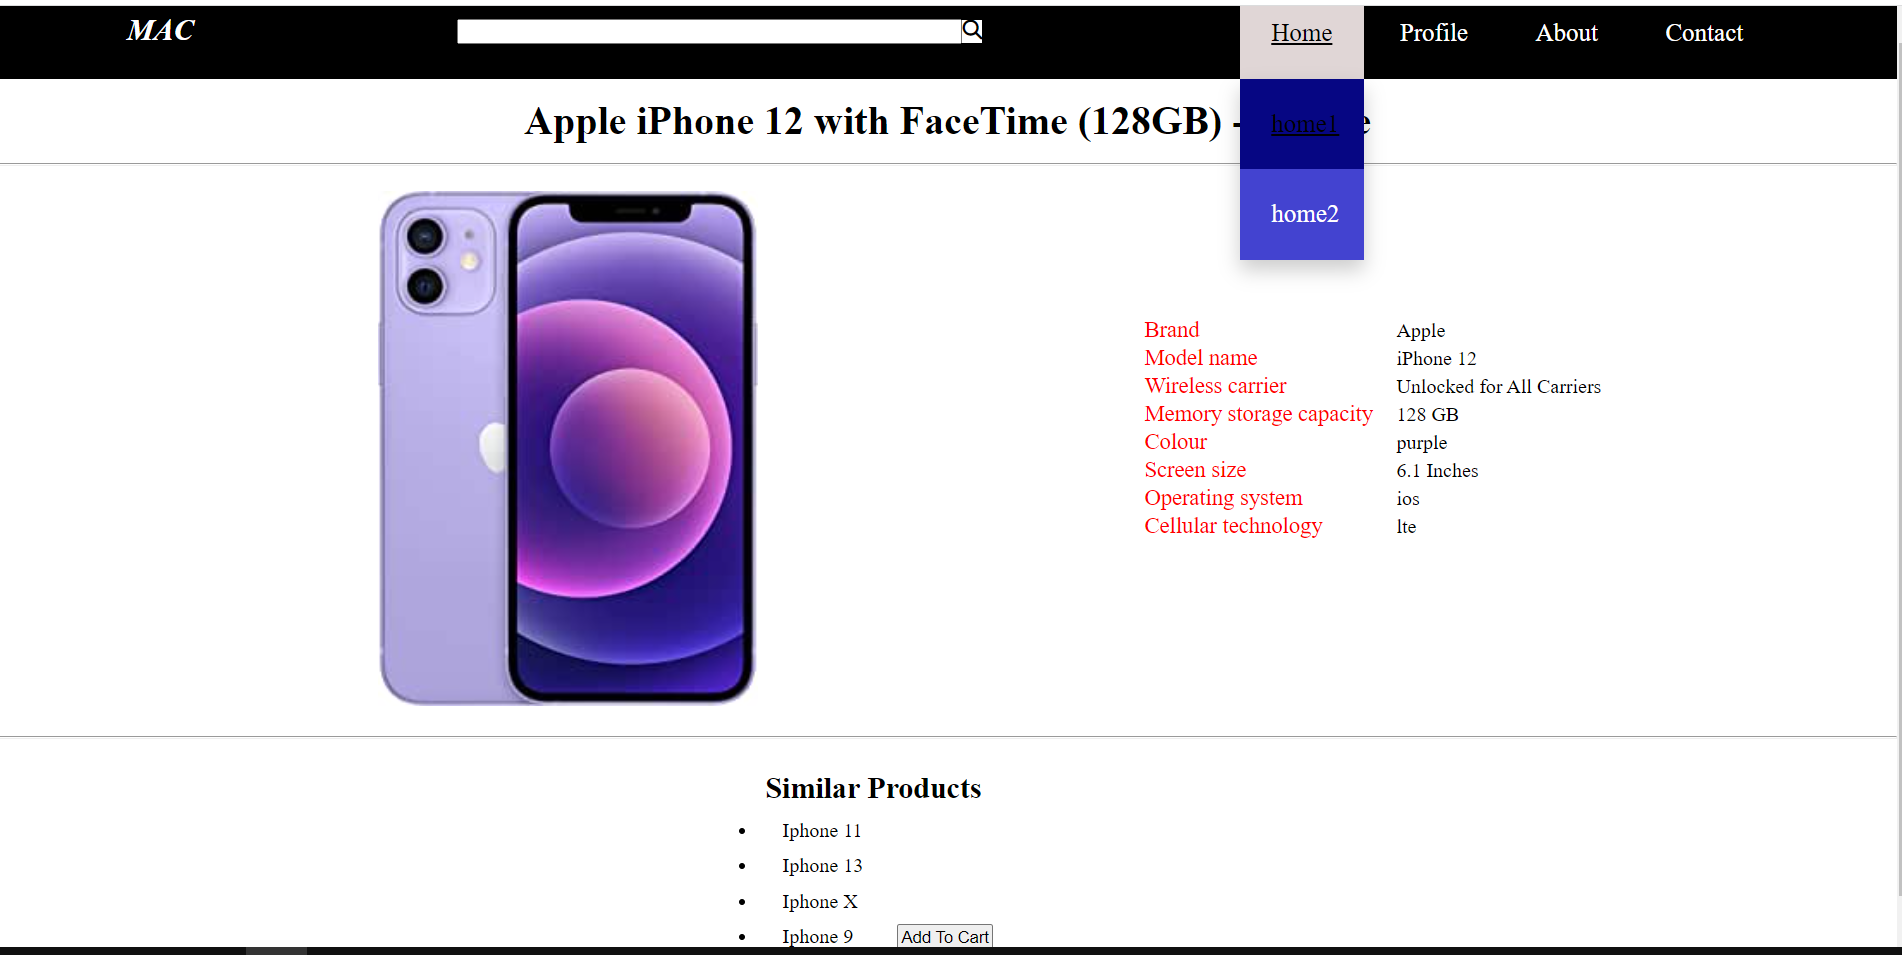 MAC
Home Profile About Contact
Apple iPhone 12 with FaceTime (128GB) -
home1
home2
Brand Apple
Model name iPhone 12
Wireless carrier Unlocked for All Carriers
Memory storage capacity 128 GB
Colour purple
Screen size 6.1 Inches
Operating system ios
Cellular technology lte
Similar Products
Iphone 11
Iphone 13
Iphone X
Iphone 9 Add To Cart